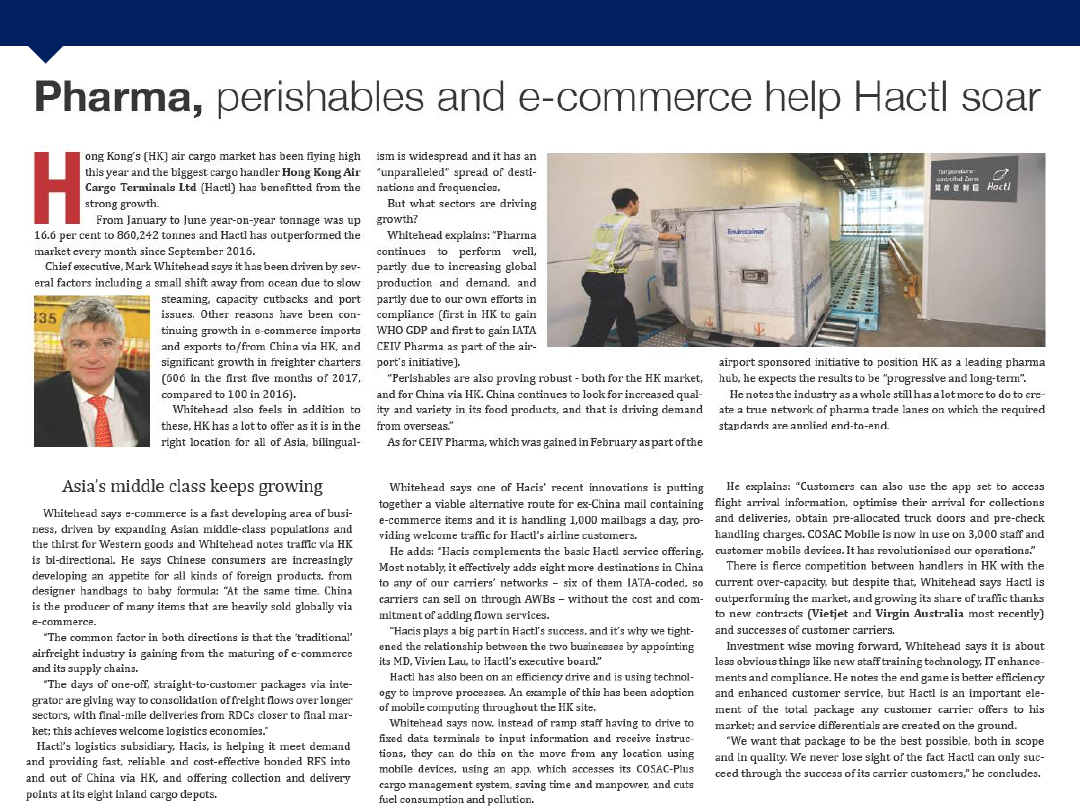 Pharma, perishables and e-commerce help Hactl soar
Hong Kong's (HK) air cargo market has been flying high
this year and the biggest cargo handler Hong Kong Air
Cargo Terminals Ltd (Hactl) has benefitted from the
strong growth.
From January to June year-on-year tonnage was up
16.6 per cent to 860,242 tonnes and Hactl has outperformed the
market every month since September 2016.
Chief executive, Mark Whitehead says it has been driven by sev-
eral factors including a small shift away from ocean due to slow
steaming, capacity cutbacks and port
issues. Other reasons have been con-
tinuing growth in e-commerce imports
and exports to/from China via HK, and
significant growth in freighter charters
(606 in the first five months of 2017,
compared to 100 in 2016).
Whitehead also feels in addition to
these, HK has a lot to offer as it is in the
right location for all of Asia, bilingual-
335
ism is widespread and it has an
"unparalleled" spread of desti-
nations and frequencies.
But what sectors are driving
growth?
Whitehead explains: "Pharma
continues to perform well,
partly due to increasing global
production and demand, and
partly due to our own efforts in
compliance (first in HK to gain
WHO GDP and first to gain IATA
CEIV Pharma as part of the air-
port's initiative).
"Perishables are also proving robust - both for the HK market,
and for China via HK. China continues to look for increased qual-
ity and variety in its food products, and that is driving demand
from overseas."
As for CEIV Pharma, which was gained in February as part of the
Temperature-
controlled Zone
溫度管制區
Hactl
Envirotainer
airport sponsored initiative to position HK as a leading pharma
hub, he expects the results to be "progressive and long-term".
He notes the industry as a whole still has a lot more to do to cre-
ate a true network of pharma trade lanes on which the required
standards are applied end-to-end.
Asia's middle class keeps growing
Whitehead says e-commerce is a fast developing area of busi-
ness, driven by expanding Asian middle-class populations and
the thirst for Western goods and Whitehead notes traffic via HK
is bi-directional. He says Chinese consumers are increasingly
developing an appetite for all kinds of foreign products, from
designer handbags to baby formula: "At the same time, China
is the producer of many items that are heavily sold globally via
e-commerce.
"The common factor in both directions is that the 'traditional'
airfreight industry is gaining from the maturing of e-commerce
and its supply chains.
"The days of one-off, straight-to-customer packages via inte-
grator are giving way to consolidation of freight flows over longer
sectors, with final-mile deliveries from RDCs closer to final mar-
ket; this achieves welcome logistics economies."
Hactl's logistics subsidiary, Hacis, is helping it meet demand
and providing fast, reliable and cost-effective bonded RFS into
and out of China via HK, and offering collection and delivery
points at its eight inland cargo depots.
Whitehead says one of Hacis' recent innovations is putting
together a viable alternative route for ex-China mail containing
e-commerce items and it is handling 1,000 mailbags a day, pro-
viding welcome traffic for Hactl's airline customers.
He adds: "Hacis complements the basic Hactl service offering.
Most notably, it effectively adds eight more destinations in China
to any of our carriers' networks – six of them IATA-coded, so
carriers can sell on through AWBs – without the cost and com-
mitment of adding flown services.
"Hacis plays a big part in Hactl's success, and it's why we tight-
ened the relationship between the two businesses by appointing
its MD, Vivien Lau, to Hactl's executive board."
Hactl has also been on an efficiency drive and is using technol-
ogy to improve processes. An example of this has been adoption
of mobile computing throughout the HK site.
Whitehead says now, instead of ramp staff having to drive to
fixed data terminals to input information and receive instruc-
tions, they can do this on the move from any location using
mobile devices, using an app, which accesses its COSAC-Plus
cargo management system, saving time and manpower, and cuts
fuel consumption and pollution.
He explains: "Customers can also use the app set to access
flight arrival information, optimise their arrival for collections
and deliveries, obtain pre-allocated truck doors and pre-check
handling charges. COSAC Mobile is now in use on 3,000 staff and
customer mobile devices. It has revolutionised our operations."
There is fierce competition between handlers in HK with the
current over-capacity, but despite that, Whitehead says Hactl is
outperforming the market, and growing its share of traffic thanks
to new contracts (Vietjet and Virgin Australia most recently)
and successes of customer carriers.
Investment wise moving forward, Whitehead says it is about
less obvious things like new staff training technology, IT enhance-
ments and compliance. He notes the end game is better efficiency
and enhanced customer service, but Hactl is an important ele-
ment of the total package any customer carrier offers to his
market; and service differentials are created on the ground.
"We want that package to be the best possible, both in scope
and in quality. We never lose sight of the fact Hactl can only suc-
ceed through the success of its carrier customers," he concludes.